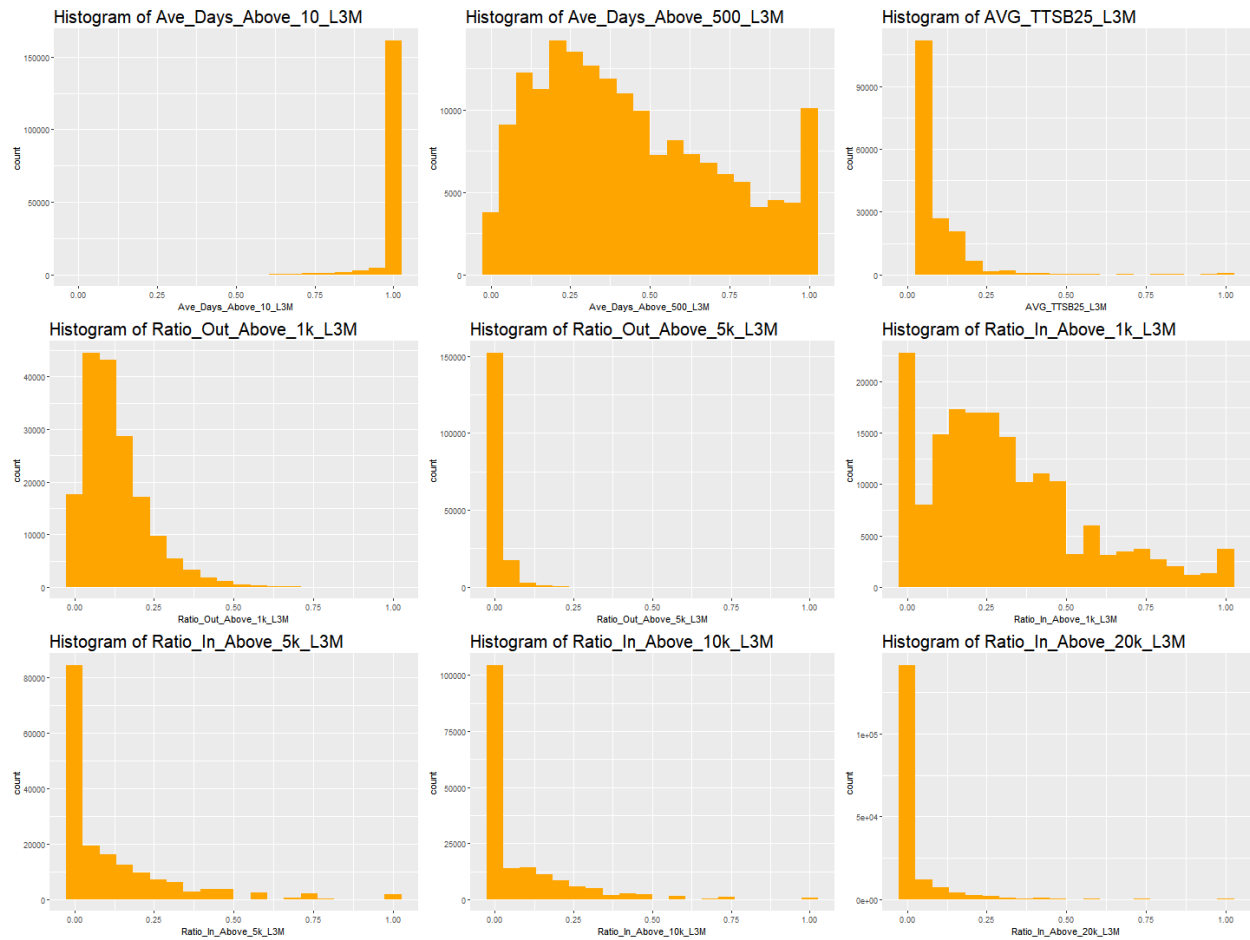 Histogram of Ave_Days_Above_10_L3M
150000
100000
50000
0
count
0.00 0.25 0.50 0.75 1.00
Ave_Days_Above_10_L3M
Histogram of Ave_Days_Above_500_L3M
10000
5000
0
count
0.00 0.25 0.50 0.75 1.00
Ave_Days_Above_500_L3M
Histogram of AVG_TTSB25_L3M
90000
60000
30000
0
count
0.00 0.25 0.50 0.75 1.00
AVG_TTSB25_L3M
Histogram of Ratio_Out_Above_1k_L3M
40000
30000
20000
10000
0
count
0.00 0.25 0.50 0.75 1.00
Ratio_Out_Above_1k_L3M
Histogram of Ratio_Out_Above_5k_L3M
150000
100000
50000
0
count
0.00 0.25 0.50 0.75 1.00
Ratio_Out_Above_5k_L3M
Histogram of Ratio_In_Above_1k_L3M
20000
15000
10000
5000
0
count
0.00 0.25 0.50 0.75 1.00
Ratio_In_Above_1k_L3M
Histogram of Ratio_In_Above_5k_L3M
80000
60000
40000
20000
0
count
0.00 0.25 0.50 0.75 1.00
Ratio_In_Above_5k_L3M
Histogram of Ratio_In_Above_10k_L3M
100000
75000
50000
25000
0
count
0.00 0.25 0.50 0.75 1.00
Ratio_In_Above_10k_L3M
Histogram of Ratio_In_Above_20k_L3M
1e+05
5e+04
0e+00
count
0.00 0.25 0.50 0.75 1.00
Ratio_In_Above_20k_L3M